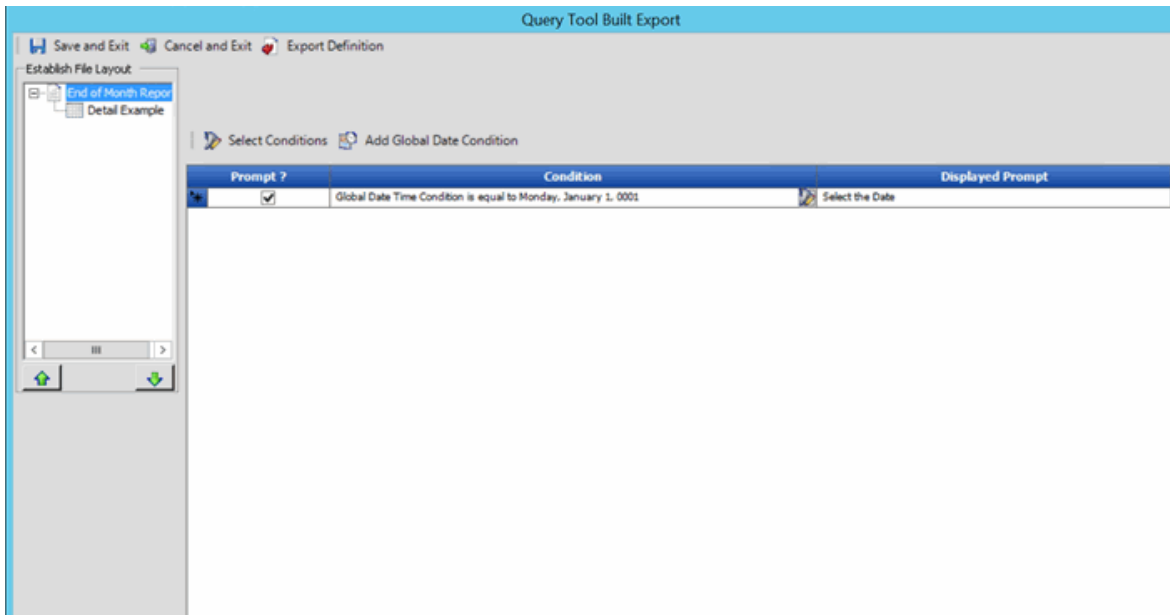 Query Tool Built Export
Save and Exit Cancel and Exit Export Definition
Establish File Layout
End of Month Repor
Detail Example
Select Conditions Add Global Date Condition
Prompt ? Condition Displayed Prompt
Global Date Time Condition is equal to Monday, January 1, 0001 Select the Date